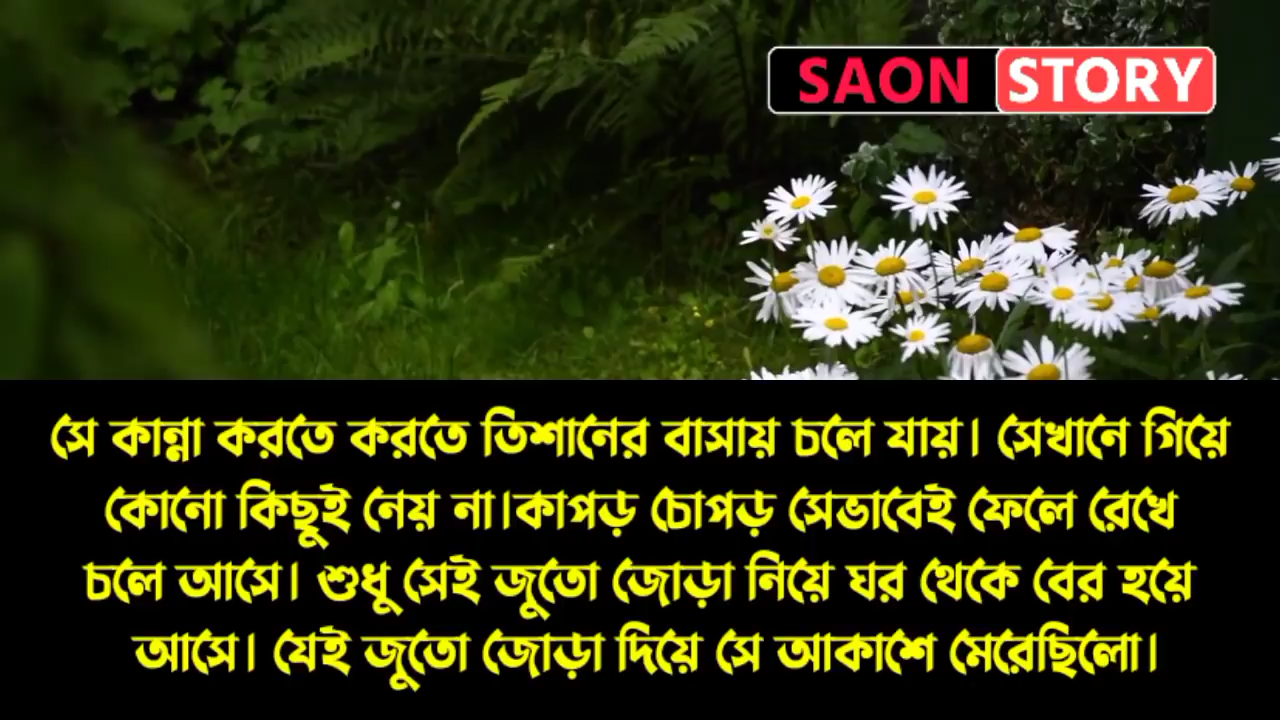 SAON STORY
সে কান্না করতে করতে তিশানের বাসায় চলে যায়। সেখানে গিয়ে
কোনো কিছুই নেয় না।কাপড় চোপড় সেভাবেই ফেলে রেখে
চলে আসে। শুধু সেই জুতো জোড়া নিয়ে ঘর থেকে বের হয়ে
আসে। যেই জুতো জোড়া দিয়ে সে আকাশে মেরেছিলো।